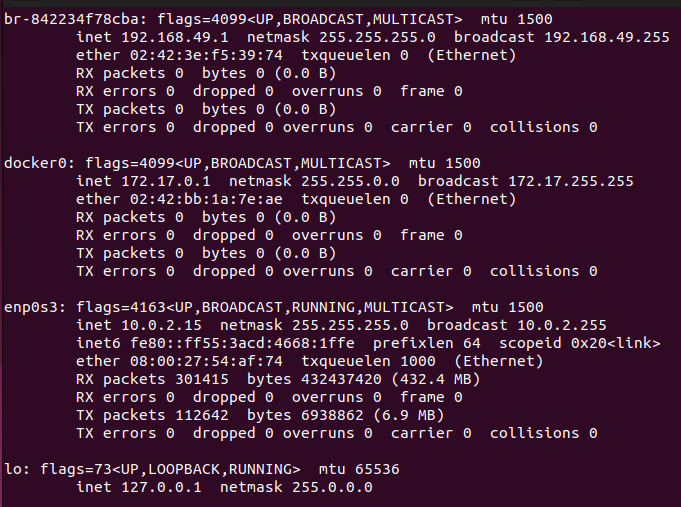 br-842234f78cba: flags=4099<UP,BROADCAST,MULTICAST>  mtu 1500
        inet 192.168.49.1  netmask 255.255.255.0  broadcast 192.168.49.255
        ether 02:42:3e:f5:39:74  txqueuelen 0  (Ethernet)
        RX packets 0  bytes 0 (0.0 B)
        RX errors 0  dropped 0  overruns 0  frame 0
        TX packets 0  bytes 0 (0.0 B)
        TX errors 0  dropped 0 overruns 0  carrier 0  collisions 0

docker0: flags=4099<UP,BROADCAST,MULTICAST>  mtu 1500
        inet 172.17.0.1  netmask 255.255.0.0  broadcast 172.17.255.255
        ether 02:42:bb:1a:7e:ae  txqueuelen 0  (Ethernet)
        RX packets 0  bytes 0 (0.0 B)
        RX errors 0  dropped 0  overruns 0  frame 0
        TX packets 0  bytes 0 (0.0 B)
        TX errors 0  dropped 0 overruns 0  carrier 0  collisions 0

enp0s3: flags=4163<UP,BROADCAST,RUNNING,MULTICAST>  mtu 1500
        inet 10.0.2.15  netmask 255.255.255.0  broadcast 10.0.2.255
        inet6 fe80::ff55:3acd:4668:1ffe  prefixlen 64  scopeid 0x20<link>
        ether 08:00:27:54:af:74  txqueuelen 1000  (Ethernet)
        RX packets 301415  bytes 432437420 (432.4 MB)
        RX errors 0  dropped 0  overruns 0  frame 0
        TX packets 112642  bytes 6938862 (6.9 MB)
        TX errors 0  dropped 0 overruns 0  carrier 0  collisions 0

lo: flags=73<UP,LOOPBACK,RUNNING>  mtu 65536
        inet 127.0.0.1  netmask 255.0.0.0